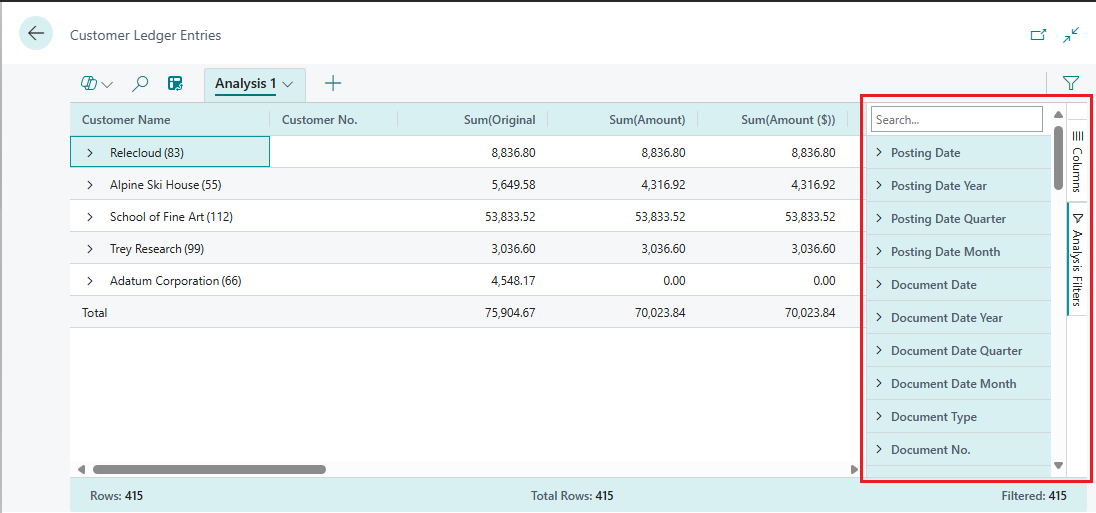 Customer Ledger Entries
Analysis 1
Customer Name Customer No. Sum(Original Sum(Amount) Sum(Amount ($))
Relecloud (83) 8,836.80 8,836.80 8,836.80
Alpine Ski House (55) 5,649.58 4,316.92 4,316.92
School of Fine Art (112) 53,833.52 53,833.52 53,833.52
Trey Research (99) 3,036.60 3,036.60 3,036.60
Adatum Corporation (66) 4,548.17 0.00 0.00
Total 75,904.67 70,023.84 70,023.84
Search...
Posting Date
Posting Date Year
Posting Date Quarter
Posting Date Month
Document Date
Document Date Year
Document Date Quarter
Document Date Month
Document Type
Document No.
Columns
Analysis Filters
Rows: 415 Total Rows: 415 Filtered: 415